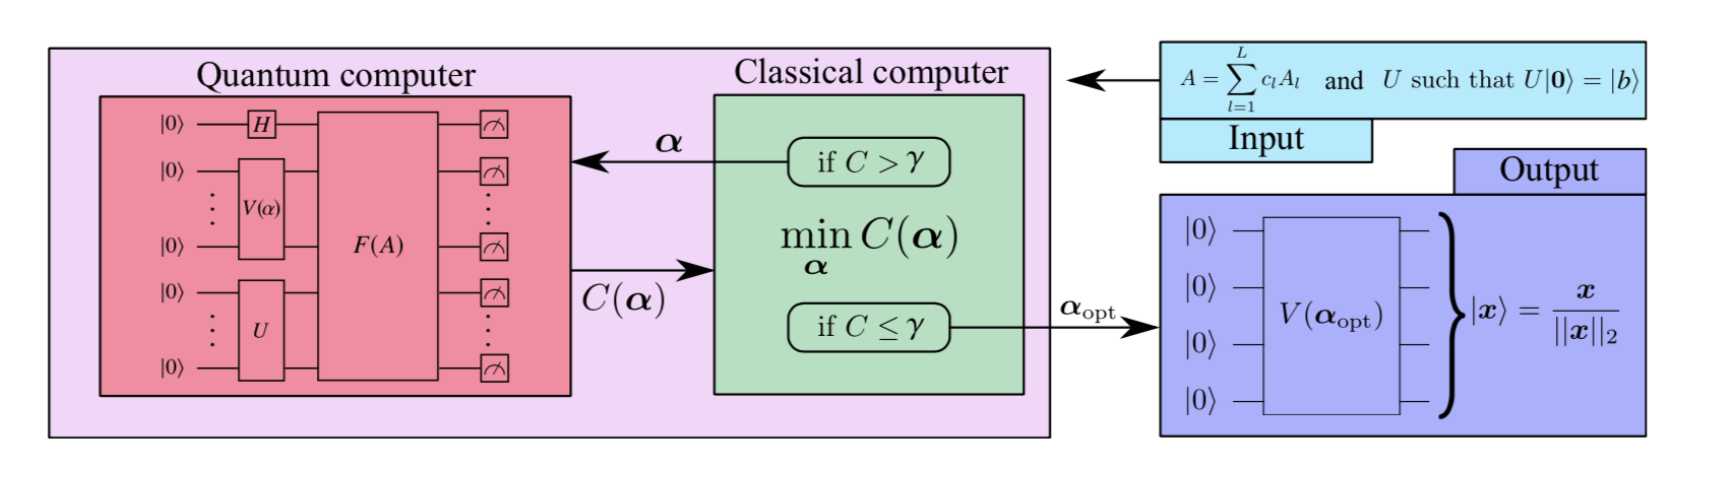 Quantum computer
|0⟩ H
|0⟩
⋮ V(α)
|0⟩
F(A)
|0⟩
⋮ U
|0⟩
α
C(α)
Classical computer
if C > γ
min C(α)
α
if C ≤ γ
α_opt
A = ∑_{l=1}^{L} c_l A_l and U such that U|0⟩ = |b⟩
Input
Output
|0⟩
|0⟩
|0⟩
|0⟩
V(α_opt)
|x⟩ = x / ||x||₂